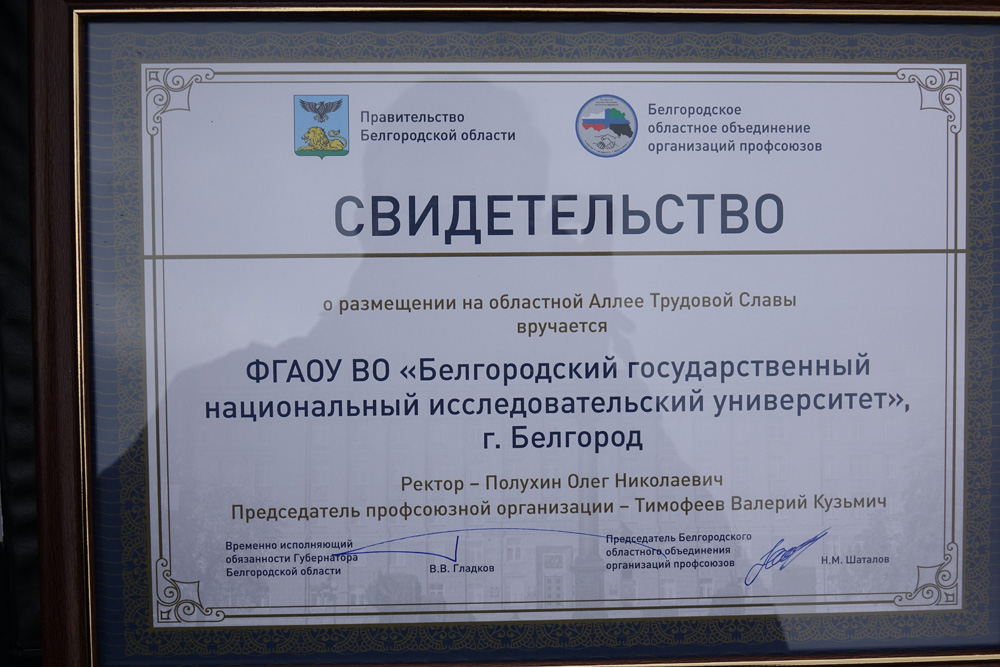 Правительство
Белгородской области
Белгородское
областное объединение
организаций профсоюзов
СВИДЕТЕЛЬСТВО
о размещении на областной Аллее Трудовой Славы
вручается
ФГАОУ ВО «Белгородский государственный
национальный исследовательский университет»,
г. Белгород
Ректор – Полухин Олег Николаевич
Председатель профсоюзной организации – Тимофеев Валерий Кузьмич
Временно исполняющий
обязанности Губернатора
Белгородской области
В.В. Гладков
Председатель Белгородского
областного объединения
организаций профсоюзов
Н.М. Шаталов